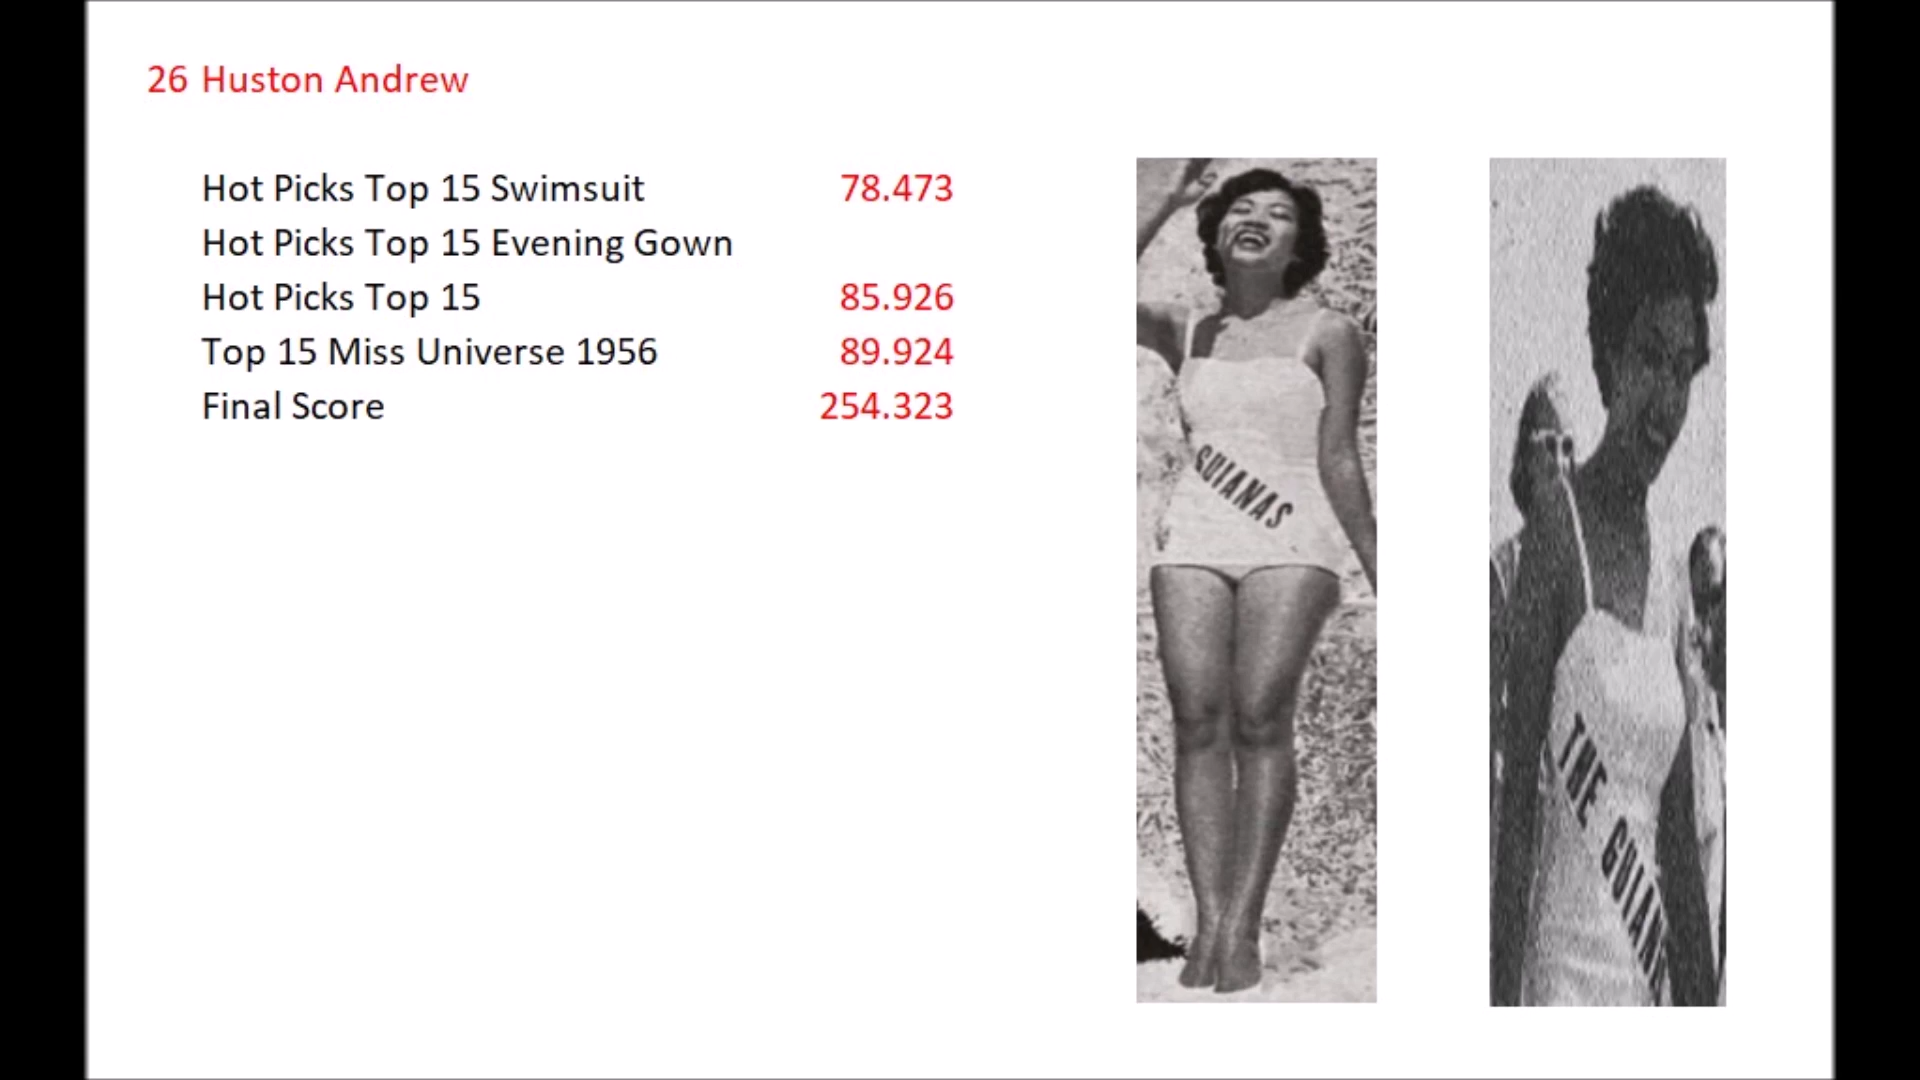 26 Huston Andrew
Hot Picks Top 15 Swimsuit 78.473
Hot Picks Top 15 Evening Gown
Hot Picks Top 15 85.926
Top 15 Miss Universe 1956 89.924
Final Score 254.323
GUIANAS
THE GUIANA